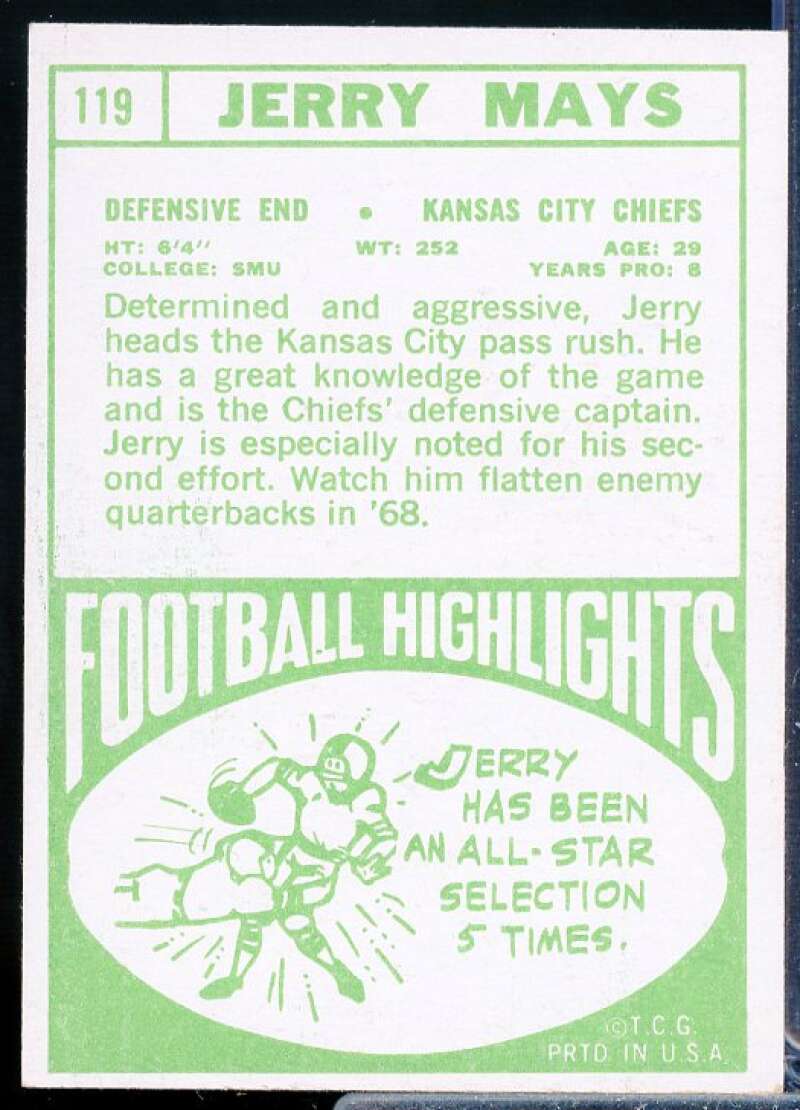 119 JERRY MAYS
DEFENSIVE END • KANSAS CITY CHIEFS
HT: 6'4" WT: 252 AGE: 29
COLLEGE: SMU YEARS PRO: 8
Determined and aggressive, Jerry
heads the Kansas City pass rush. He
has a great knowledge of the game
and is the Chiefs' defensive captain.
Jerry is especially noted for his sec-
ond effort. Watch him flatten enemy
quarterbacks in '68.
FOOTBALL HIGHLIGHTS
JERRY
HAS BEEN
AN ALL-STAR
SELECTION
5 TIMES.
©T.C.G.
PRTD IN U.S.A.